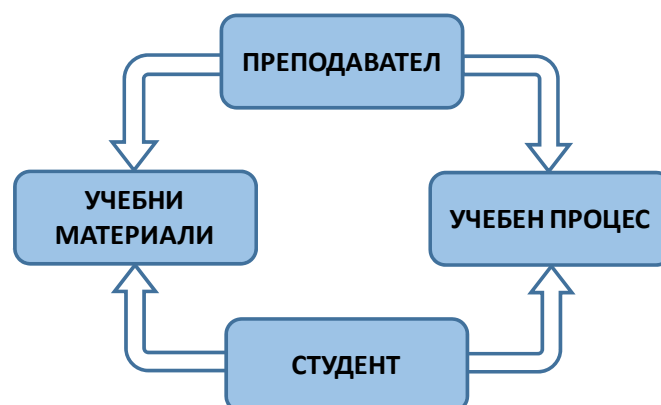 ПРЕПОДАВАТЕЛ
УЧЕБНИ
МАТЕРИАЛИ
УЧЕБЕН ПРОЦЕС
СТУДЕНТ